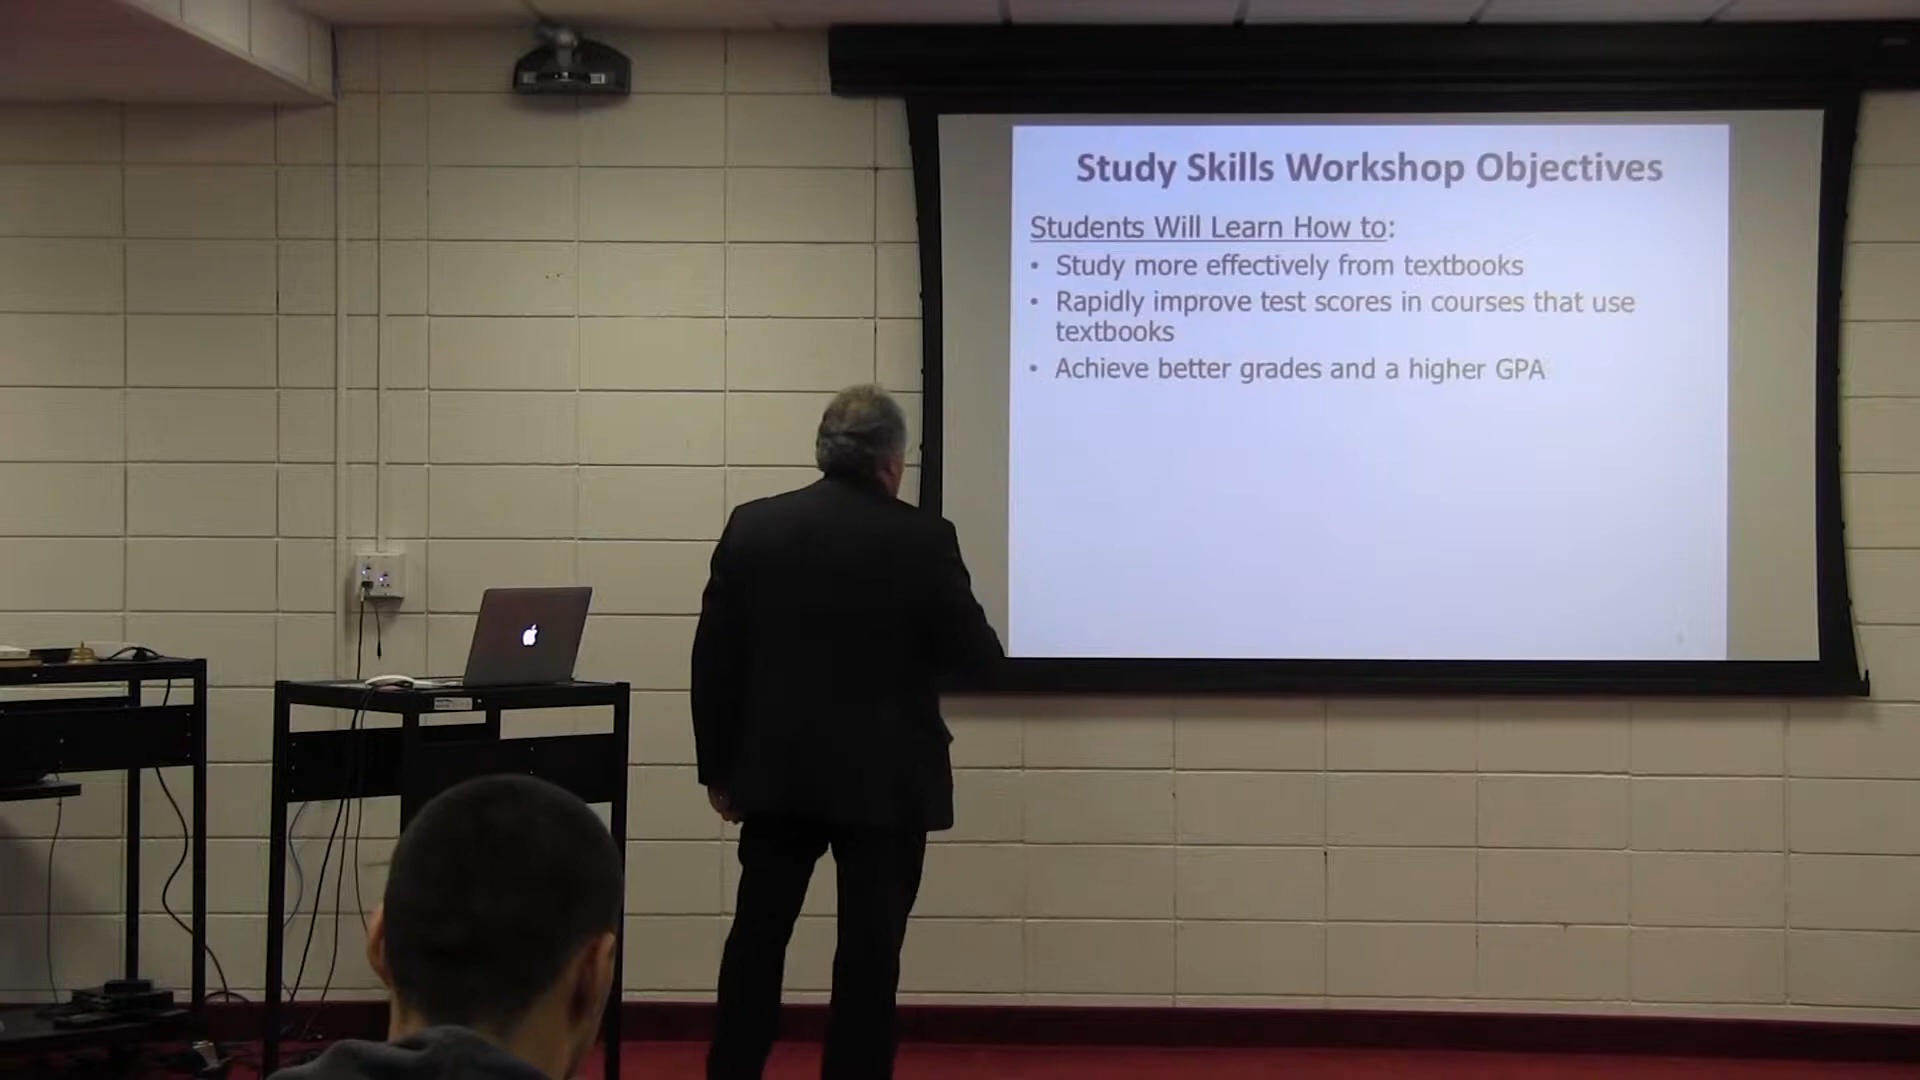 Study Skills Workshop Objectives
Students Will Learn How to:
• Study more effectively from textbooks
• Rapidly improve test scores in courses that use
textbooks
• Achieve better grades and a higher GPA